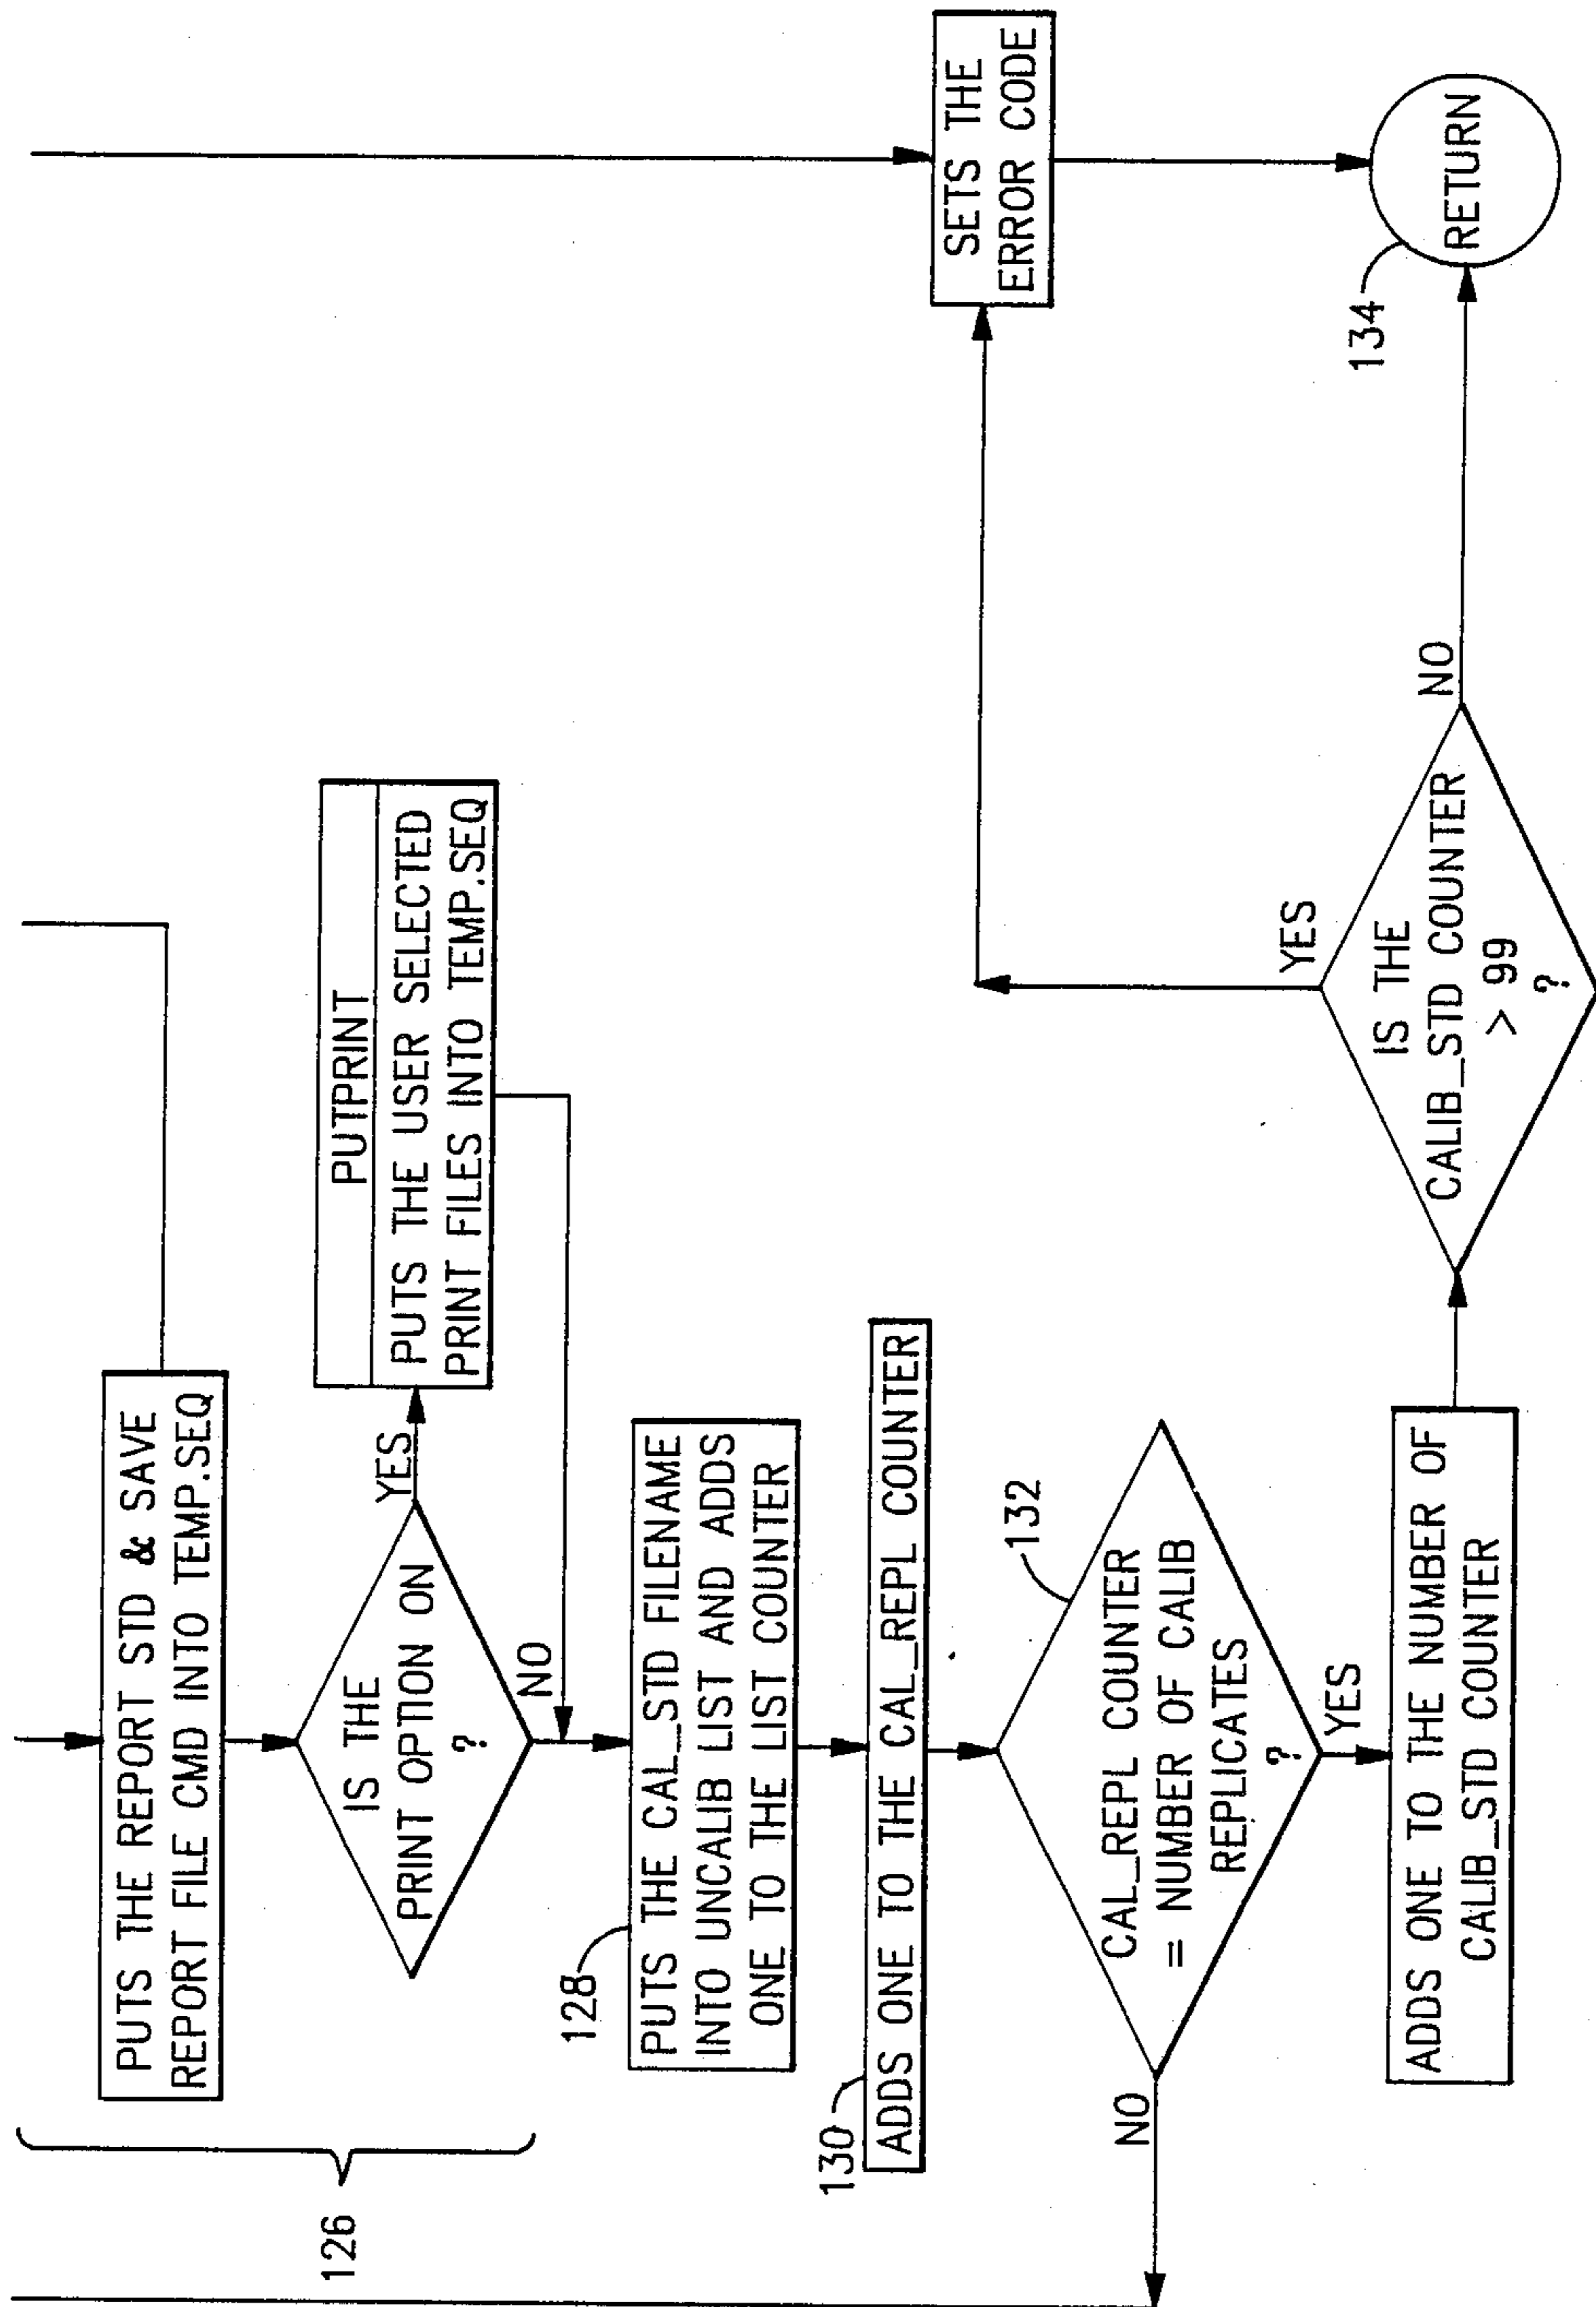 PUTS THE REPORT STD & SAVE
REPORT FILE CMD INTO TEMP.SEQ
126
IS THE
PRINT OPTION ON
?
YES
NO
PUTPRINT
PUTS THE USER SELECTED
PRINT FILES INTO TEMP.SEQ
128
PUTS THE CAL_STD FILENAME
INTO UNCALIB LIST AND ADDS
ONE TO THE LIST COUNTER
130
ADDS ONE TO THE CAL_REPL COUNTER
132
CAL_REPL COUNTER
= NUMBER OF CALIB
REPLICATES
?
NO
YES
ADDS ONE TO THE NUMBER OF
CALIB_STD COUNTER
IS THE
CALIB_STD COUNTER
> 99
?
YES
NO
SETS THE
ERROR CODE
134
RETURN